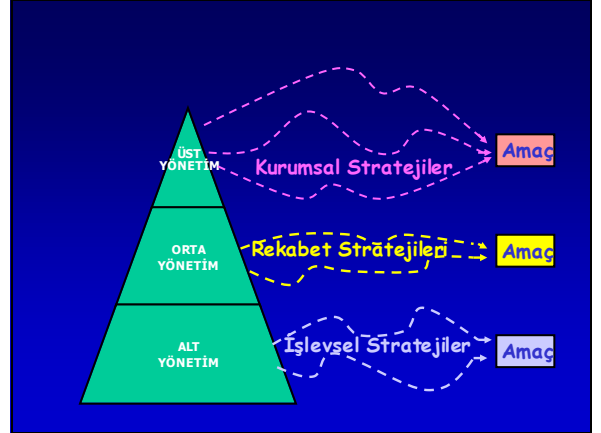 ÜST
YÖNETİM
Kurumsal Stratejiler
Amaç
ORTA
YÖNETİM
Rekabet Stratejileri
Amaç
ALT
YÖNETİM
İşlevsel Stratejiler
Amaç